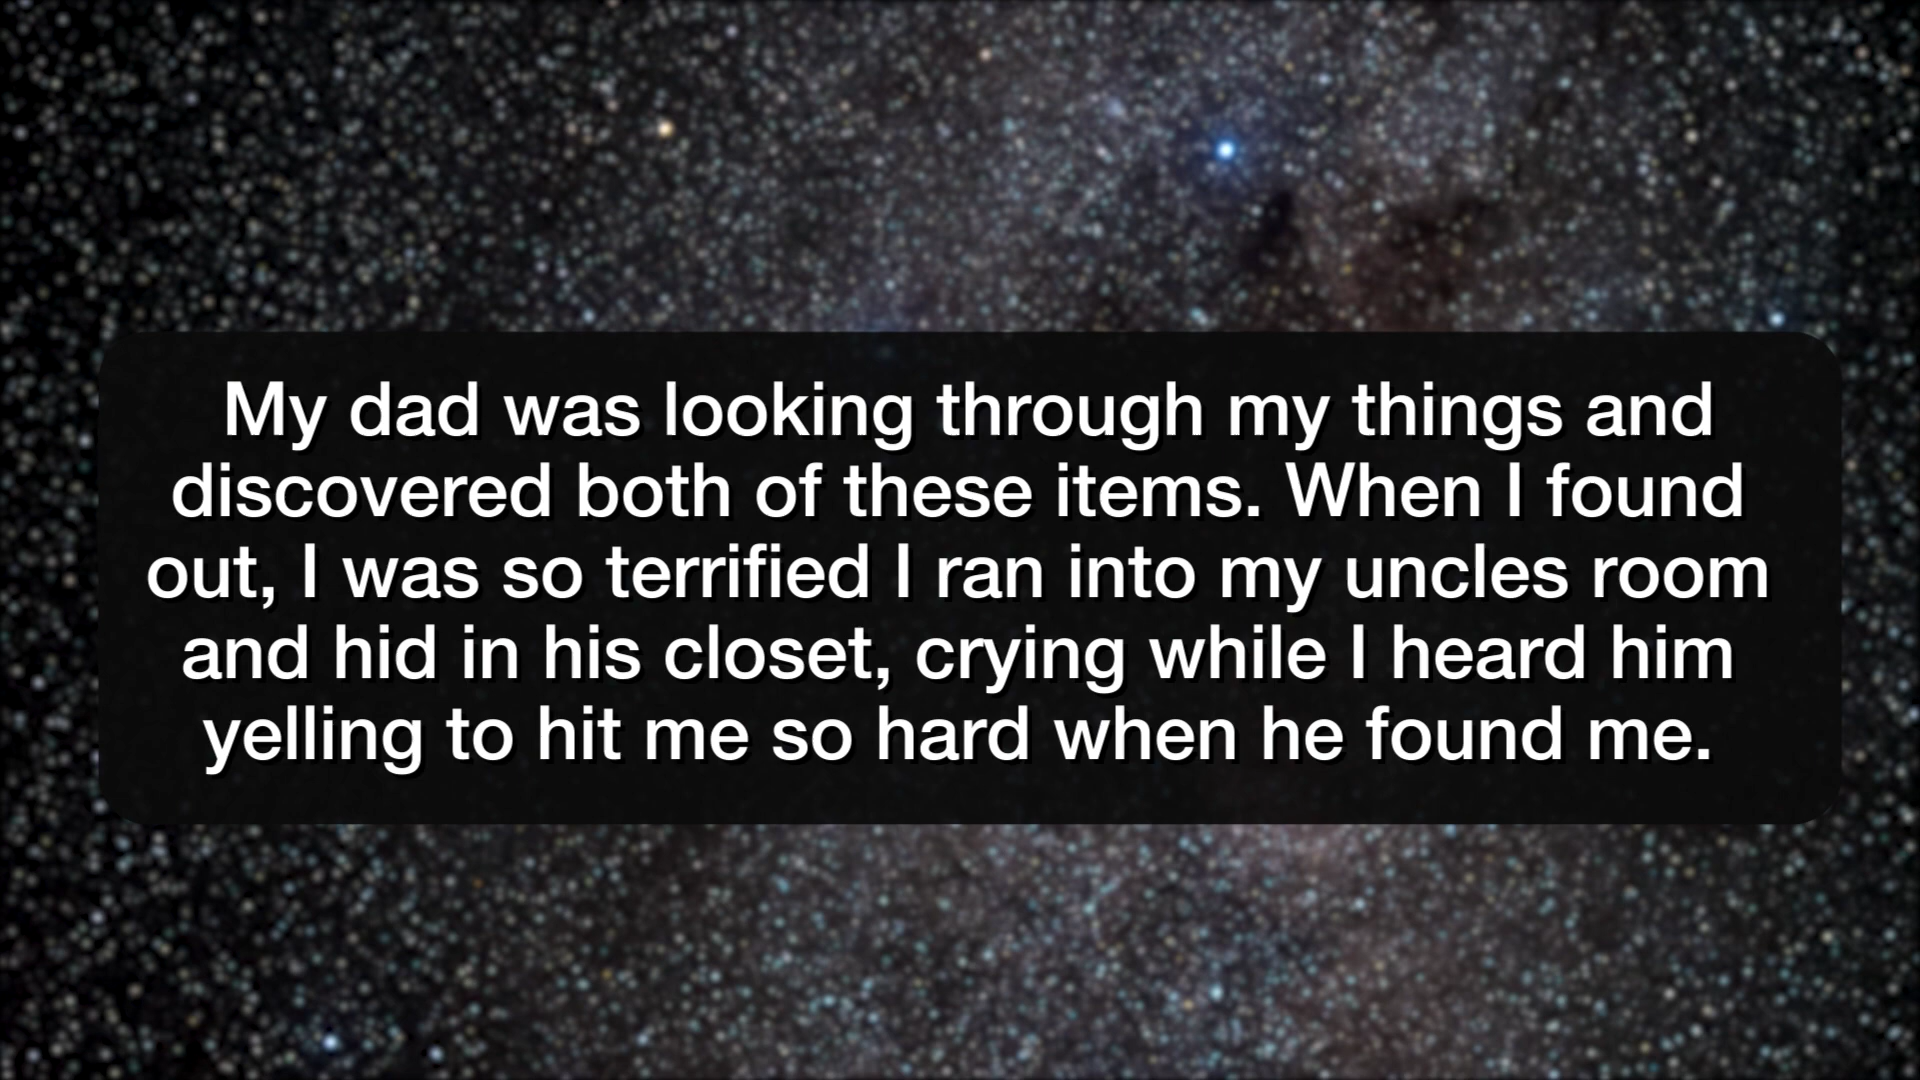 My dad was looking through my things and
discovered both of these items. When I found
out, I was so terrified I ran into my uncles room
and hid in his closet, crying while I heard him
yelling to hit me so hard when he found me.